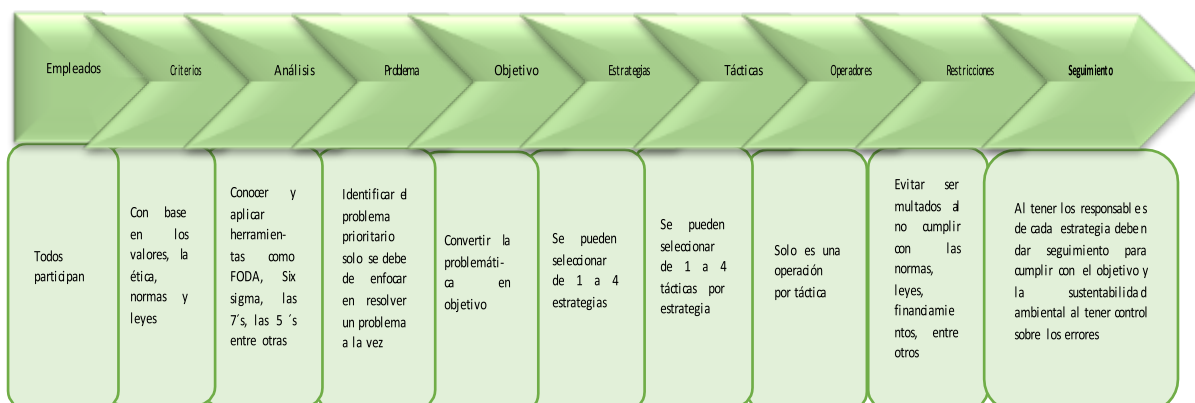 Empleados
Criterios
Análisis
Problema
Objetivo
Estrategias
Tácticas
Operadores
Restricciones
Seguimiento
Todos
participan
Con base
en los
valores, la
ética,
normas y
leyes
Conocer y
aplicar
herramien-
tas como
FODA, Six
sigma, las
7´s, las 5 ´s
entre otras
Identificar el
problema
prioritario
solo se debe
de enfocar
en resolver
un problema
a la vez
Convertir la
problemáti-
ca en
objetivo
Se pueden
seleccionar
de 1 a 4
estrategias
Se pueden
seleccionar
de 1 a 4
tácticas por
estrategia
Solo es una
operación
por táctica
Evitar ser
multados al
no cumplir
con las
normas,
leyes,
financiamie
ntos, entre
otros
Al tener los responsables
de cada estrategia deben
dar seguimiento para
cumplir con el objetivo y
la sustentabilidad
ambiental al tener control
sobre los errores